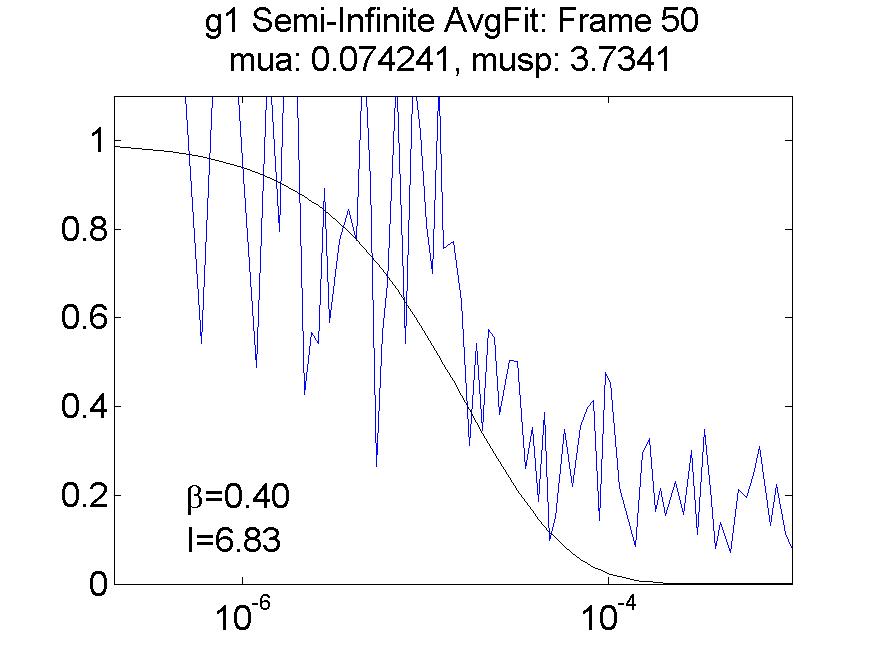 g1 Semi-Infinite AvgFit: Frame 50
mua: 0.074241, musp: 3.7341
1
0.8
0.6
0.4
0.2
0
β=0.40
I=6.83
10^-6
10^-4